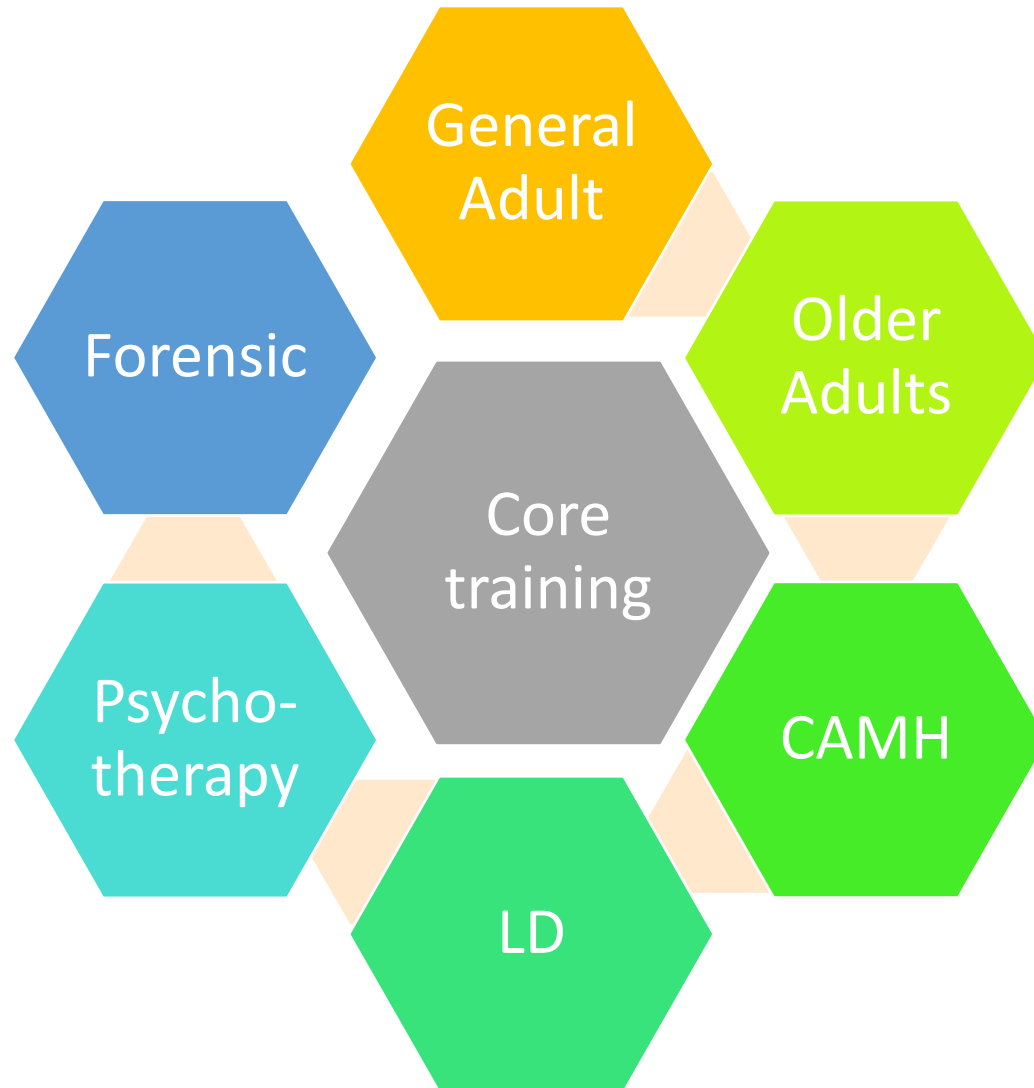 General
Adult
Older
Adults
Forensic
Core
training
Psycho-
therapy
CAMH
LD